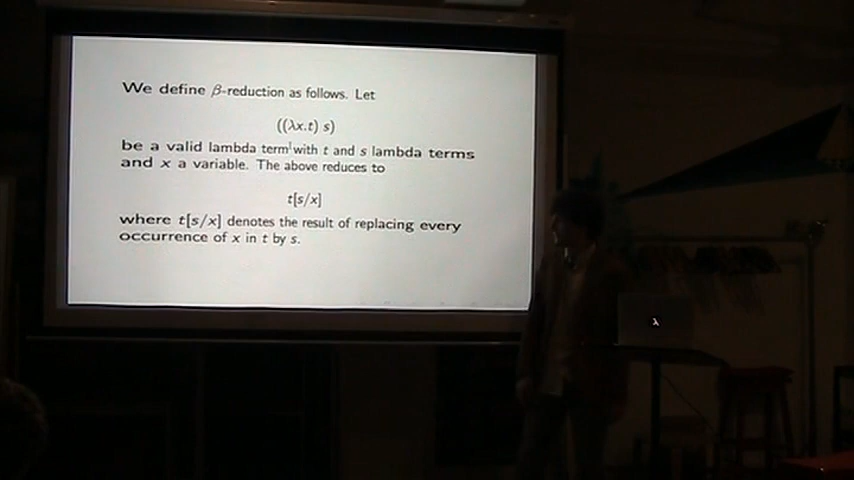 We define β-reduction as follows. Let
((λx.t) s)
be a valid lambda term with t and s lambda terms
and x a variable. The above reduces to
t[s/x]
where t[s/x] denotes the result of replacing every
occurrence of x in t by s.
λ